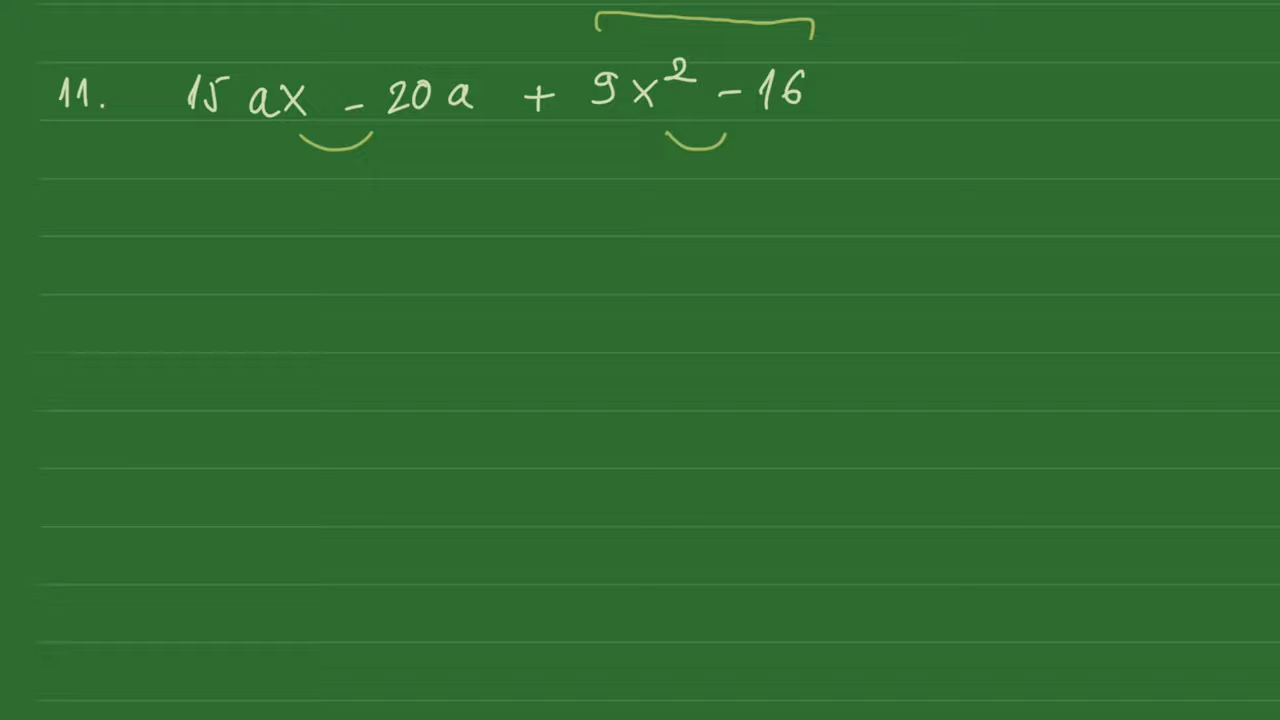 11. 15ax - 20a + 9x² - 16